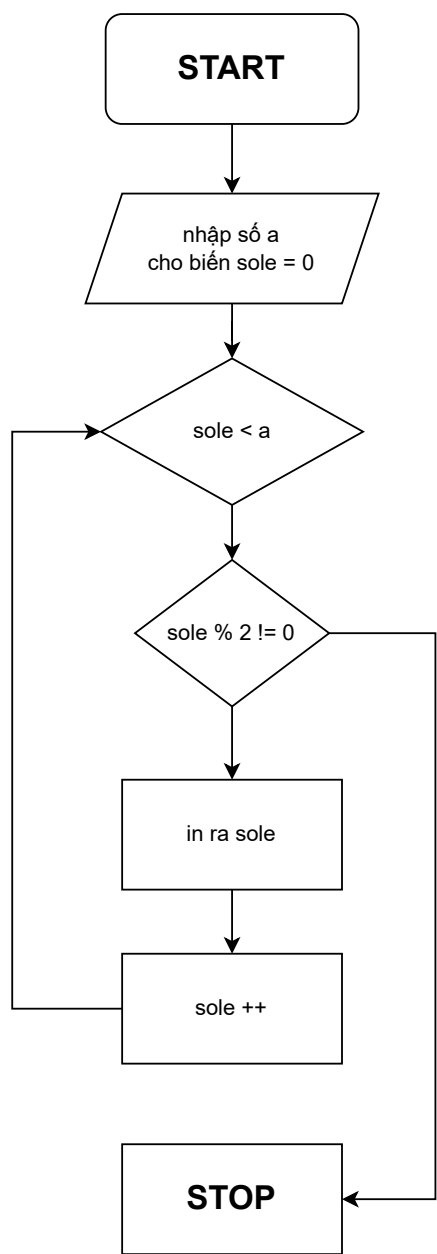 START
nhập số a
cho biến sole = 0
sole < a
sole % 2 != 0
in ra sole
sole ++
STOP